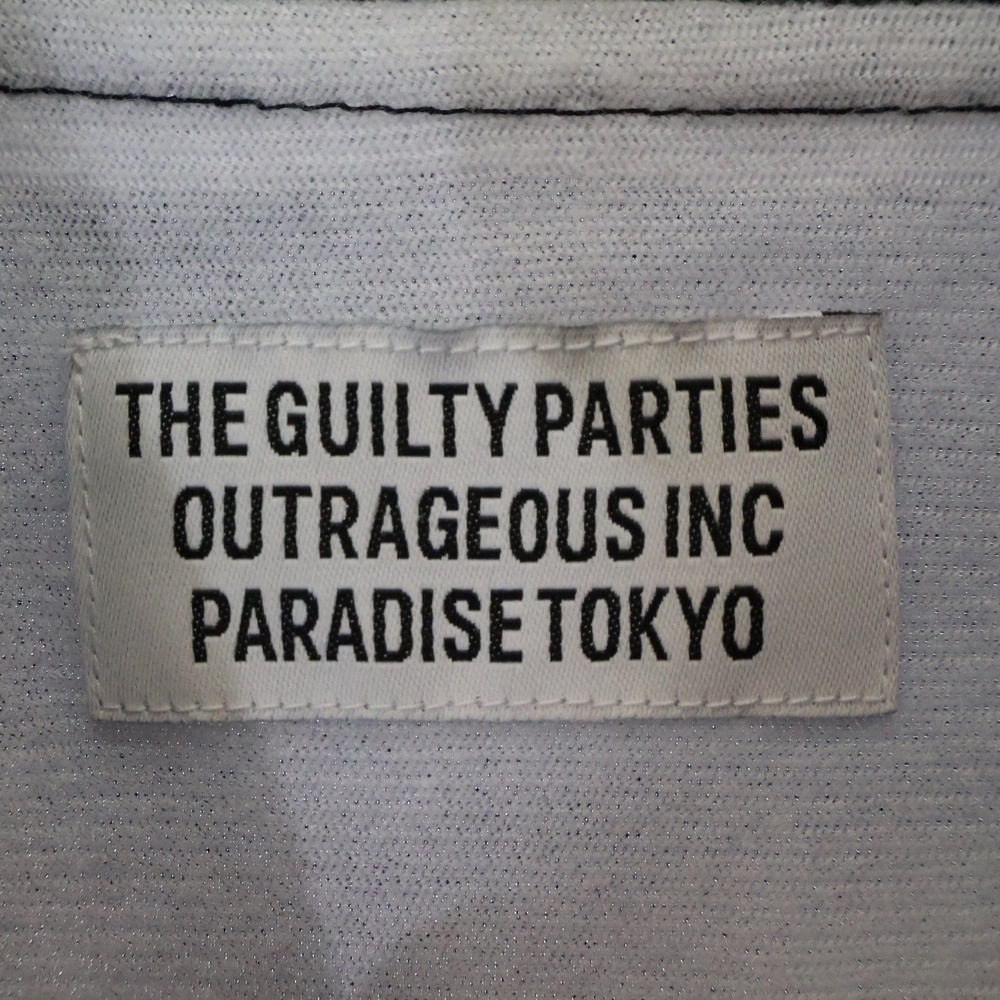 THE GUILTY PARTIES
OUTRAGEOUS INC
PARADISE TOKYO